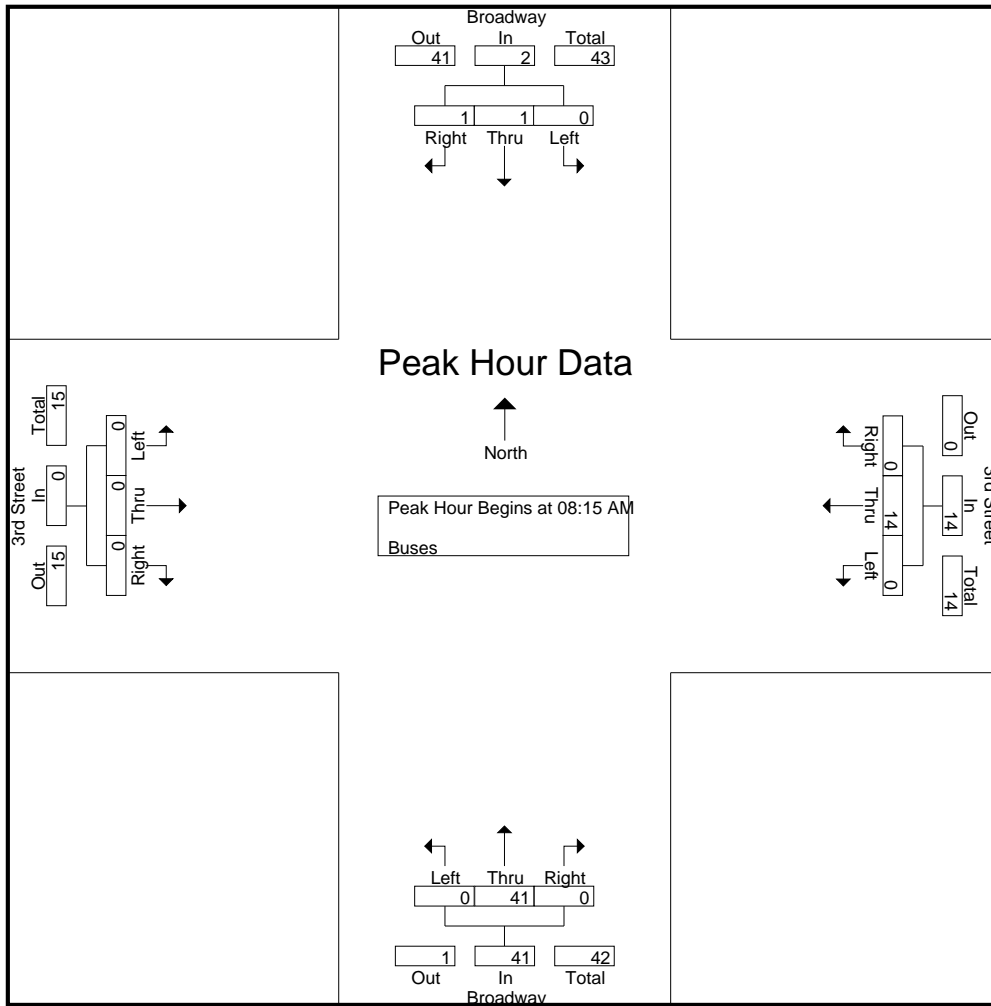 Broadway
Out In Total
41 2 43
1 1 0
Right Thru Left
Peak Hour Data
North
Peak Hour Begins at 08:15 AM
Buses
3rd Street
Out In Total
15 0 15
Right Thru Left
0 0 0
3rd Street
Out In Total
0 14 14
0 14 0
Right Thru Left
Left Thru Right
0 41 0
1 41 42
Out In Total
Broadway